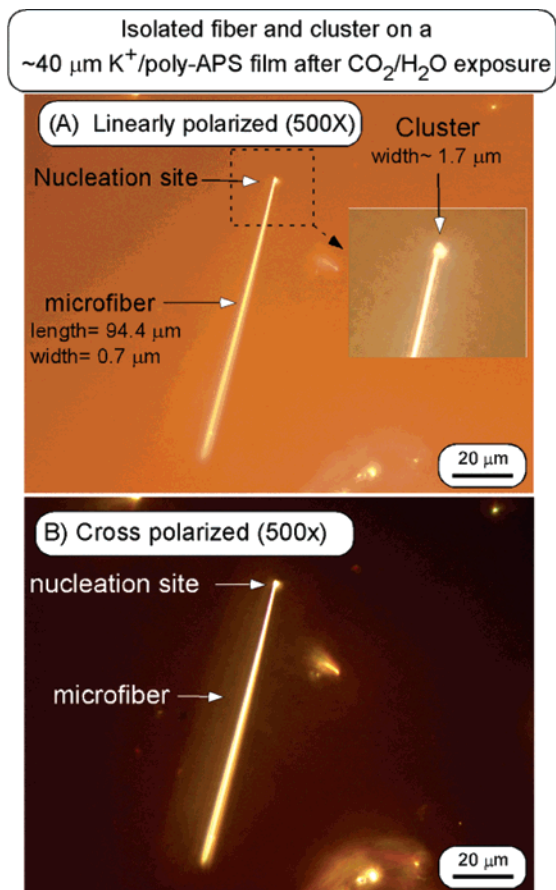 Isolated fiber and cluster on a
~40 μm K⁺/poly-APS film after CO₂/H₂O exposure
(A) Linearly polarized (500X)
Cluster
width~ 1.7 μm
Nucleation site
microfiber
length= 94.4 μm
width= 0.7 μm
20 μm
B) Cross polarized (500x)
nucleation site
microfiber
20 μm